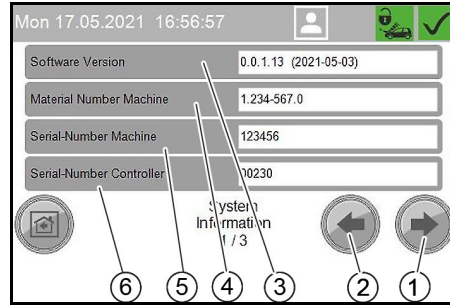 Mon 17.05.2021 16:56:57
Software Version 0.0.1.13 (2021-05-03)
Material Number Machine 1.234-567.0
Serial-Number Machine 123456
Serial-Number Controller 00230
System
Information
1 / 3
6 5 4 3 2 1